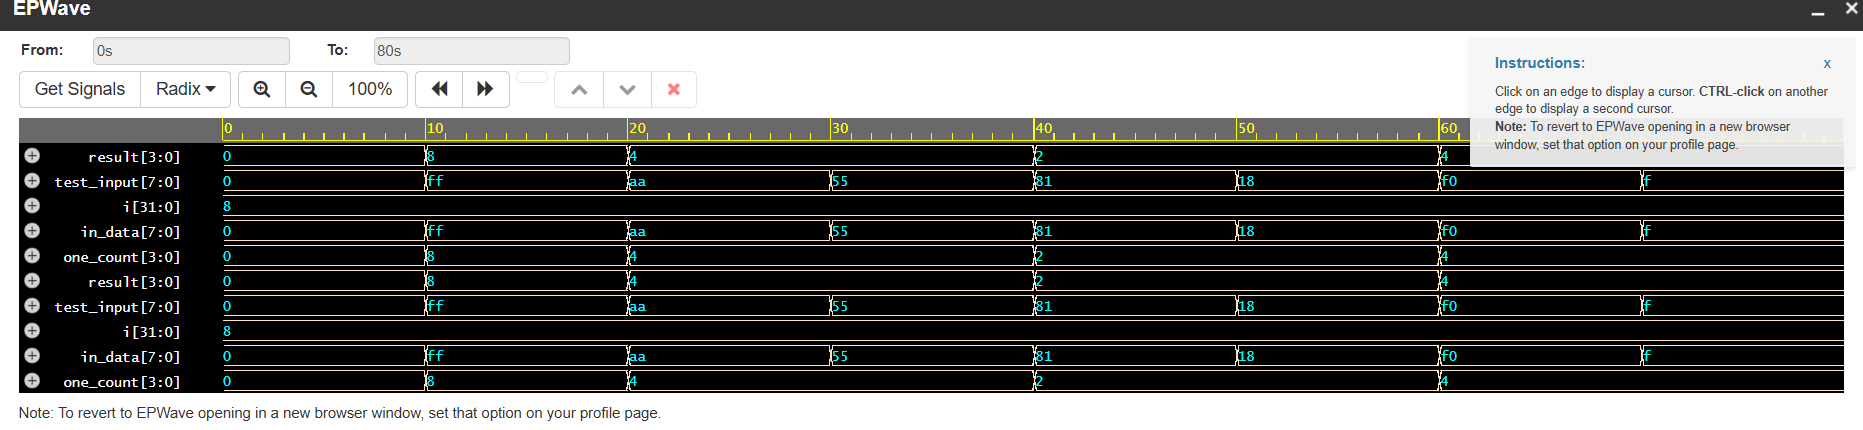 EPWave
From: 0s To: 80s
Instructions: x
Get Signals Radix 100%
Click on an edge to display a cursor. CTRL-click on another
edge to display a second cursor.
Note: To revert to EPWave opening in a new browser
window, set that option on your profile page.
0 10 20 30 40 50 60
result[3:0] 0 8 4 2 4
test_input[7:0] 0 ff aa 55 81 18 f0 f
i[31:0] 8
in_data[7:0] 0 ff aa 55 81 18 f0 f
one_count[3:0] 0 8 4 2 4
result[3:0] 0 8 4 2 4
test_input[7:0] 0 ff aa 55 81 18 f0 f
i[31:0] 8
in_data[7:0] 0 ff aa 55 81 18 f0 f
one_count[3:0] 0 8 4 2 4
Note: To revert to EPWave opening in a new browser window, set that option on your profile page.